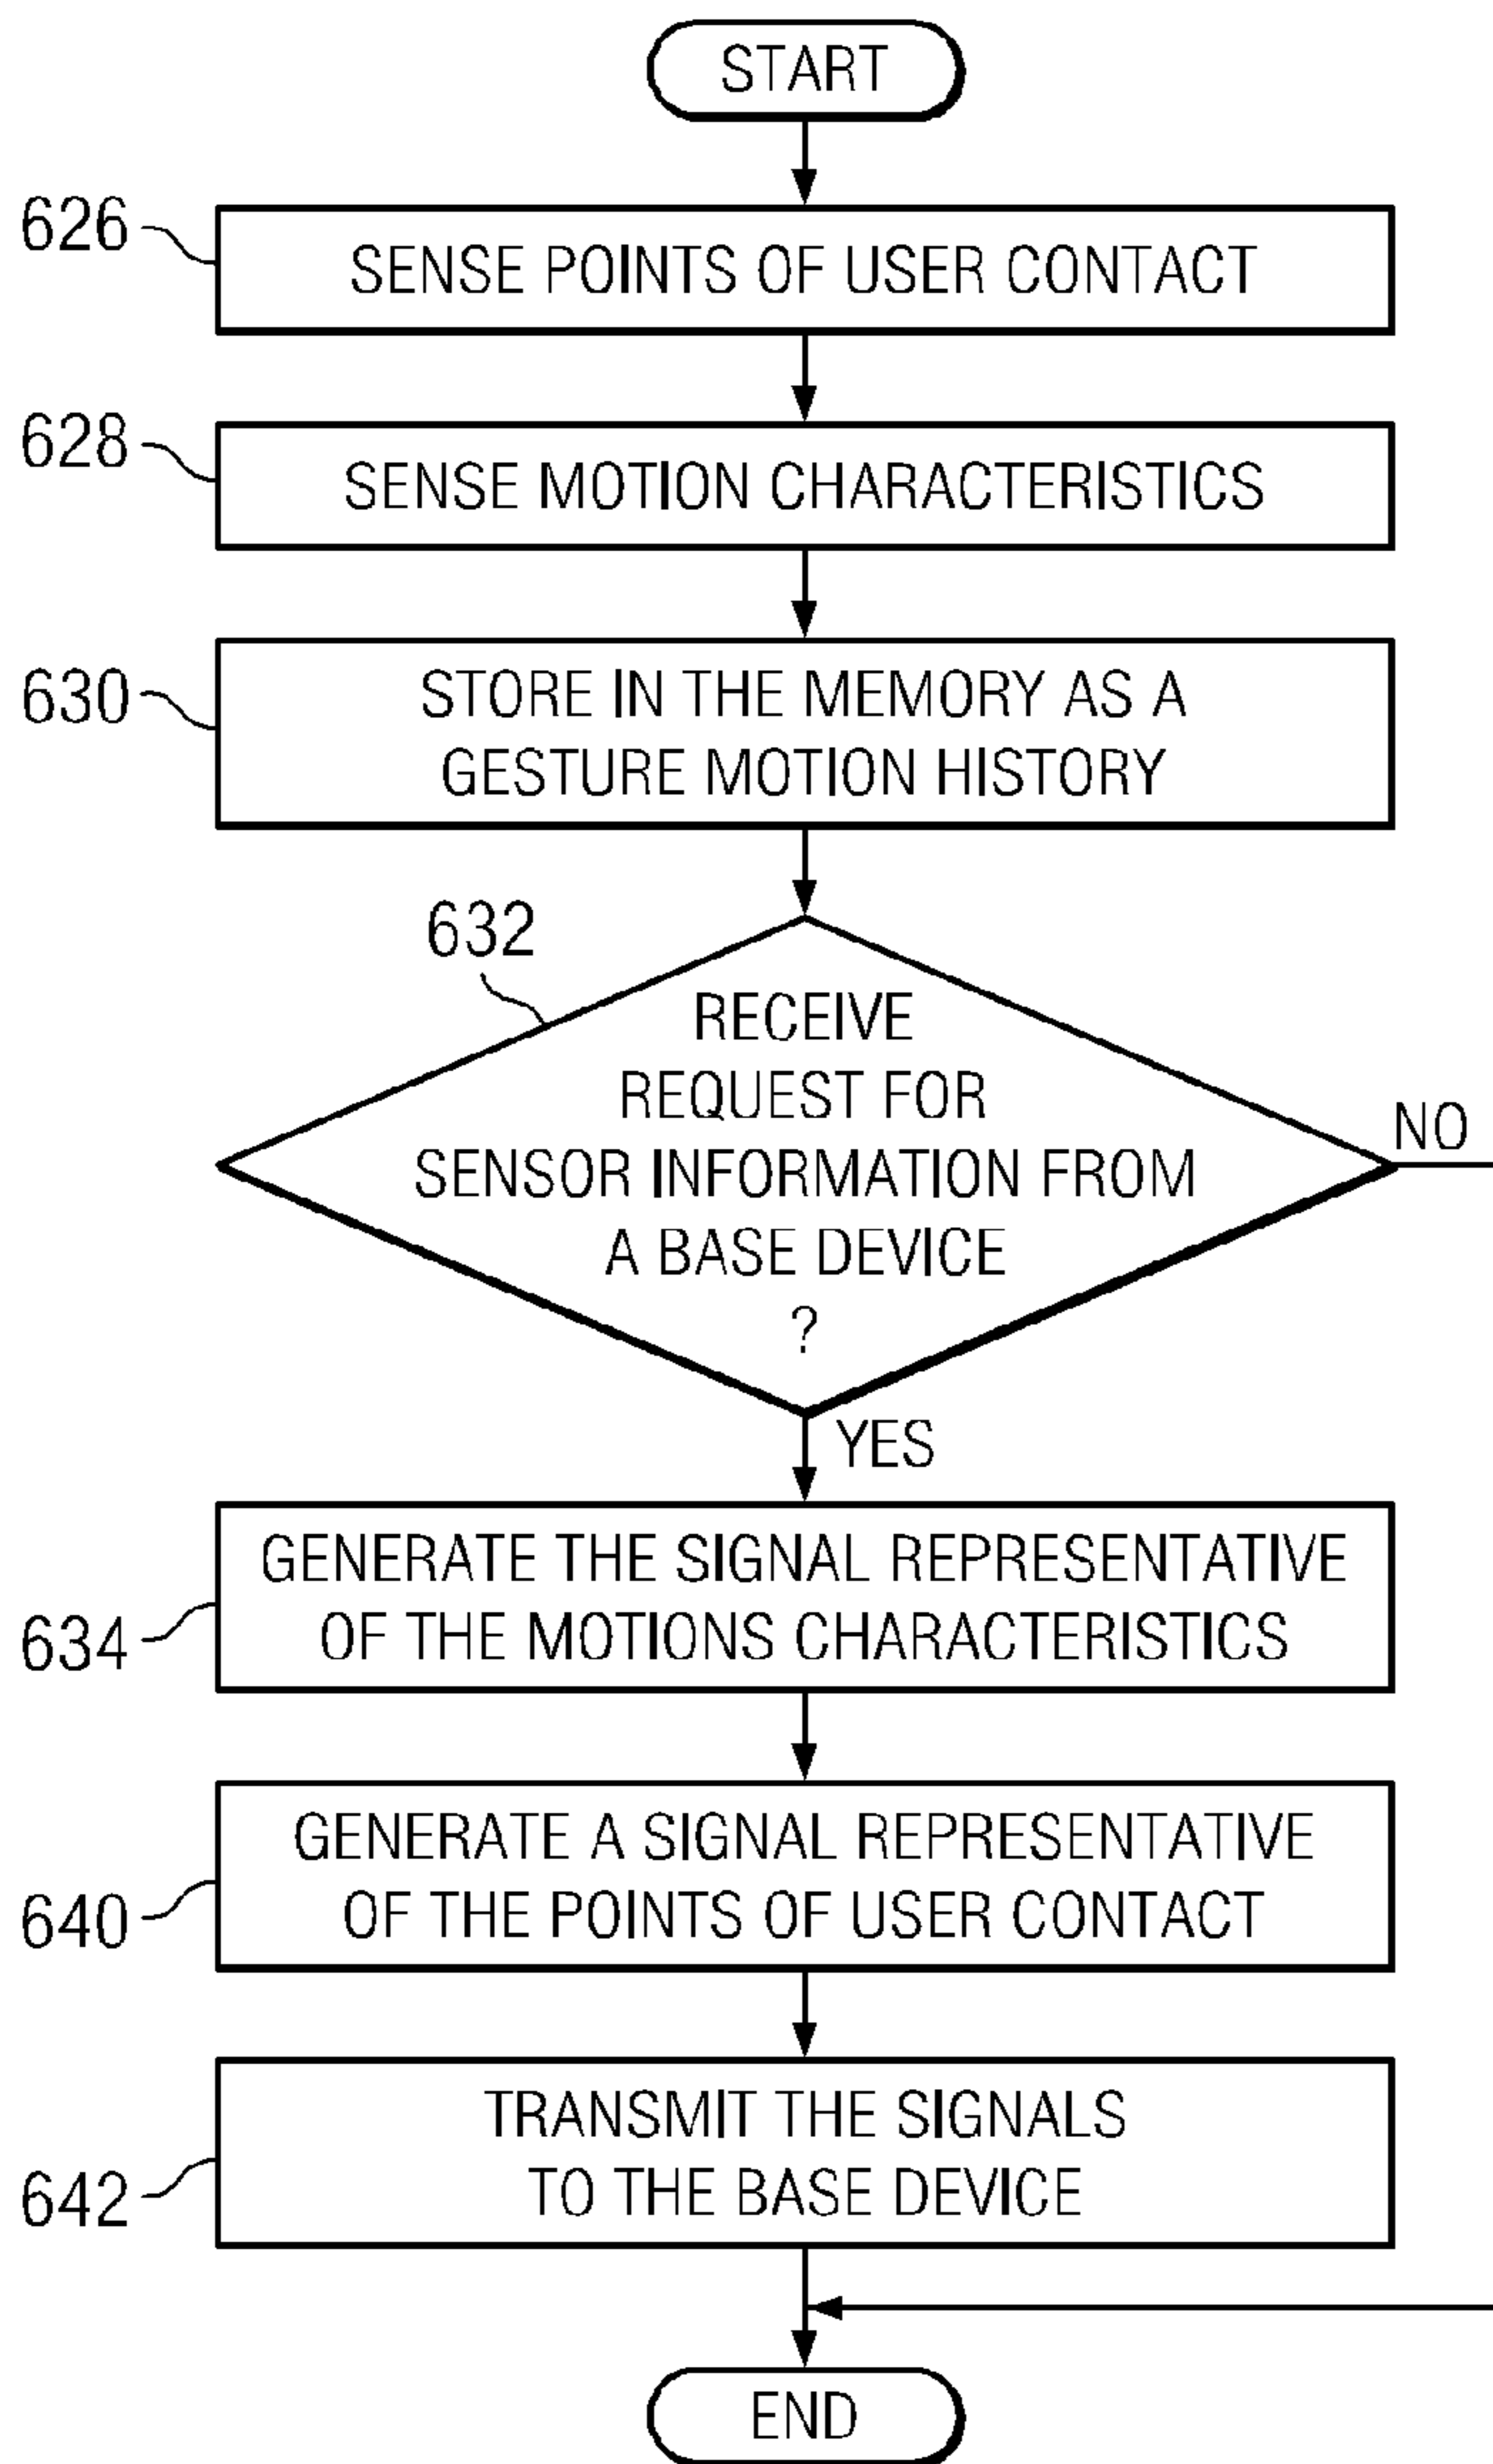 START
626
SENSE POINTS OF USER CONTACT
628
SENSE MOTION CHARACTERISTICS
630
STORE IN THE MEMORY AS A
GESTURE MOTION HISTORY
632
RECEIVE
REQUEST FOR
SENSOR INFORMATION FROM
A BASE DEVICE
?
NO
YES
634
GENERATE THE SIGNAL REPRESENTATIVE
OF THE MOTIONS CHARACTERISTICS
640
GENERATE A SIGNAL REPRESENTATIVE
OF THE POINTS OF USER CONTACT
642
TRANSMIT THE SIGNALS
TO THE BASE DEVICE
END